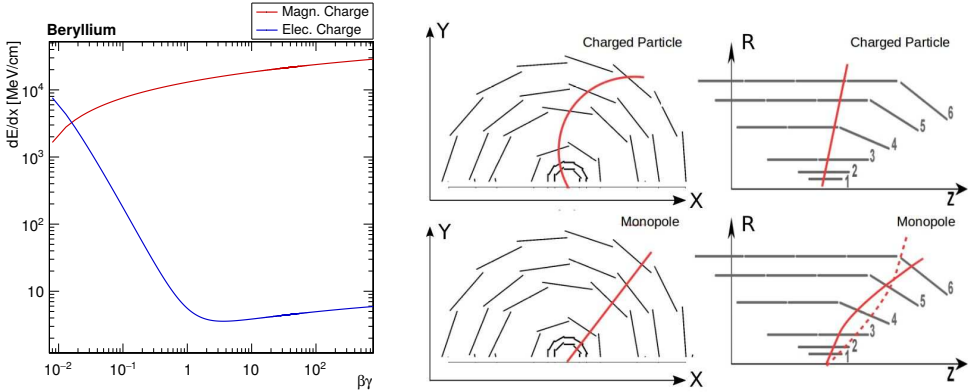 Magn. Charge
Elec. Charge
Beryllium
dE/dx [MeV/cm]
10⁴
10³
10²
10
10⁻²
10⁻¹
1
10
10²
βγ
Y
Charged Particle
X
R
Charged Particle
6
5
4
3
2
1
Z
Y
Monopole
X
R
Monopole
6
5
4
3
2
1
Z